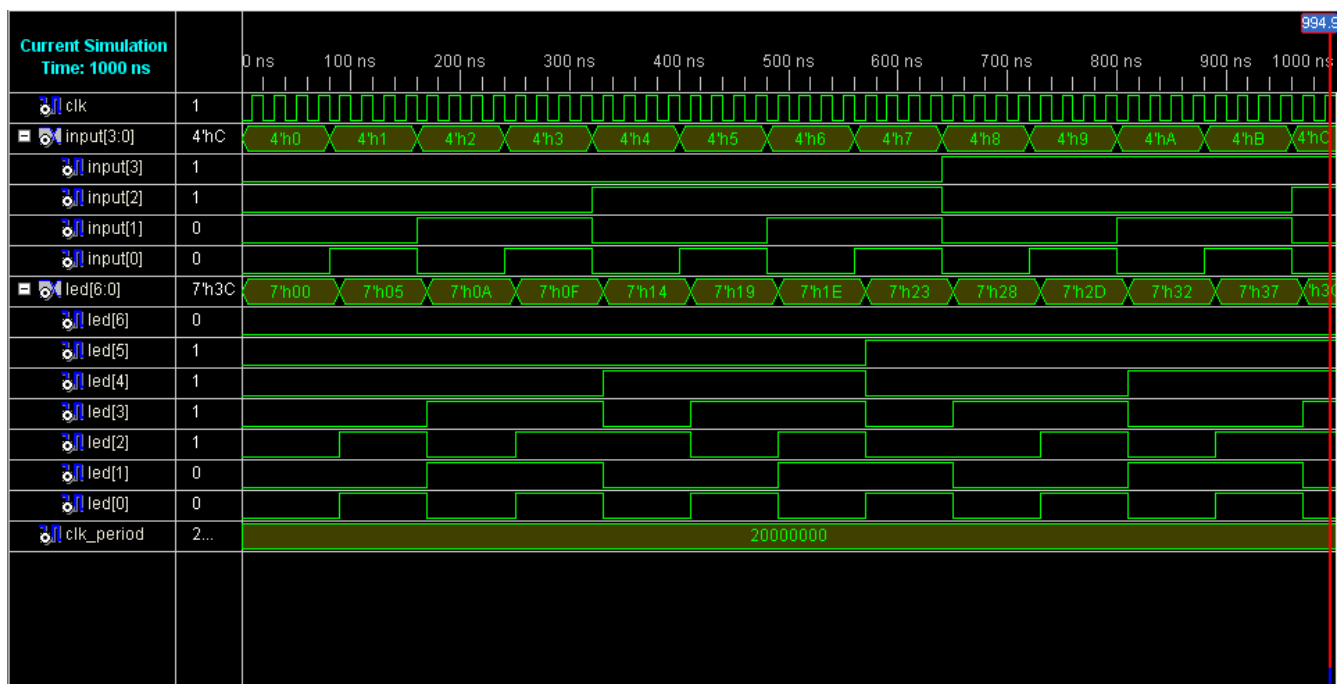 994.9
Current Simulation
Time: 1000 ns
0 ns 100 ns 200 ns 300 ns 400 ns 500 ns 600 ns 700 ns 800 ns 900 ns 1000 ns
clk 1
input[3:0] 4'hC 4'h0 4'h1 4'h2 4'h3 4'h4 4'h5 4'h6 4'h7 4'h8 4'h9 4'hA 4'hB 4'hC
input[3] 1
input[2] 1
input[1] 0
input[0] 0
led[6:0] 7'h3C 7'h00 7'h05 7'h0A 7'h0F 7'h14 7'h19 7'h1E 7'h23 7'h28 7'h2D 7'h32 7'h37 'h3C
led[6] 0
led[5] 1
led[4] 1
led[3] 1
led[2] 1
led[1] 0
led[0] 0
clk_period 2... 20000000